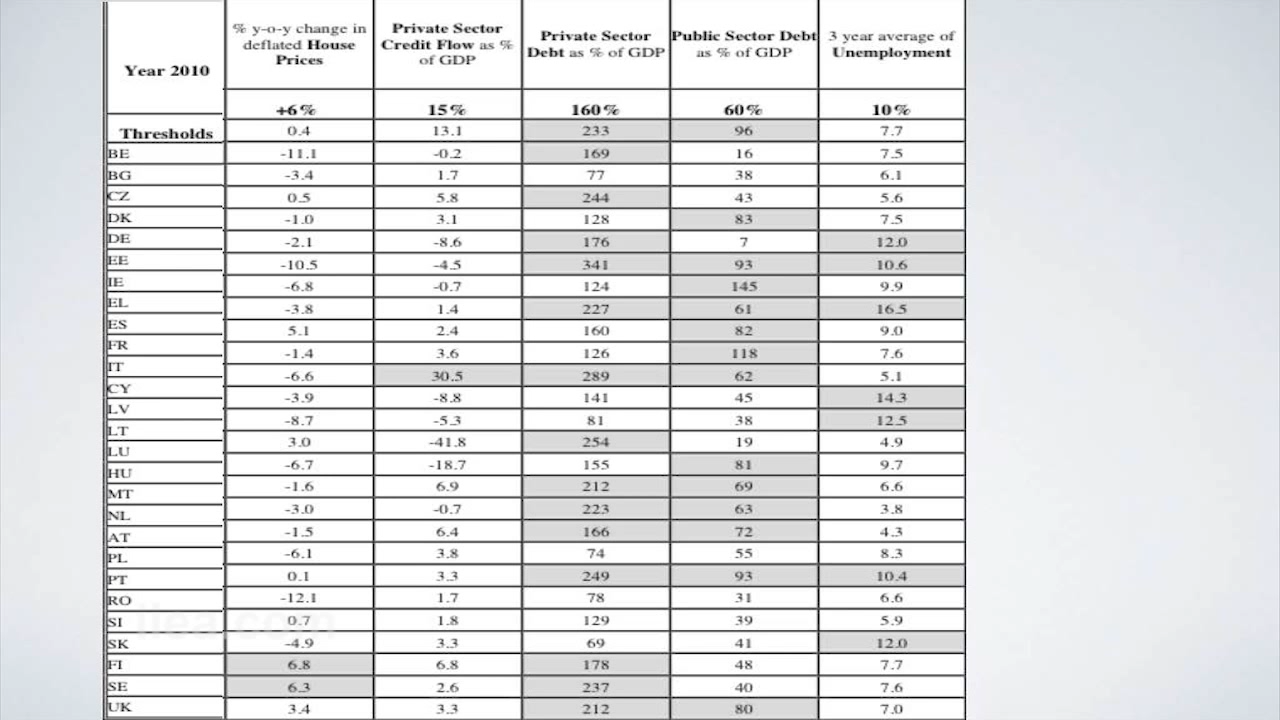 Year 2010
% y-o-y change in
deflated House
Prices
Private Sector
Credit Flow as %
of GDP
Private Sector
Debt as % of GDP
Public Sector Debt
as % of GDP
3 year average of
Unemployment
Thresholds +6% 15% 160% 60% 10%
BE 0.4 13.1 233 96 7.7
BG -11.1 -0.2 169 16 7.5
CZ -3.4 1.7 77 38 6.1
DK 0.5 5.8 244 43 5.6
DE -1.0 3.1 128 83 7.5
EE -2.1 -8.6 176 7 12.0
IE -10.5 -4.5 341 93 10.6
EL -6.8 -0.7 124 145 9.9
ES -3.8 1.4 227 61 16.5
FR 5.1 2.4 160 82 9.0
IT -1.4 3.6 126 118 7.6
CY -6.6 30.5 289 62 5.1
LV -3.9 -8.8 141 45 14.3
LT -8.7 -5.3 81 38 12.5
LU 3.0 -41.8 254 19 4.9
HU -6.7 -18.7 155 81 9.7
MT -1.6 6.9 212 69 6.6
NL -3.0 -0.7 223 63 3.8
AT -1.5 6.4 166 72 4.3
PL -6.1 3.8 74 55 8.3
PT 0.1 3.3 249 93 10.4
RO -12.1 1.7 78 31 6.6
SI 0.7 1.8 129 39 5.9
SK -4.9 3.3 69 41 12.0
FI 6.8 6.8 178 48 7.7
SE 6.3 2.6 237 40 7.6
UK 3.4 3.3 212 80 7.0
iiea.com